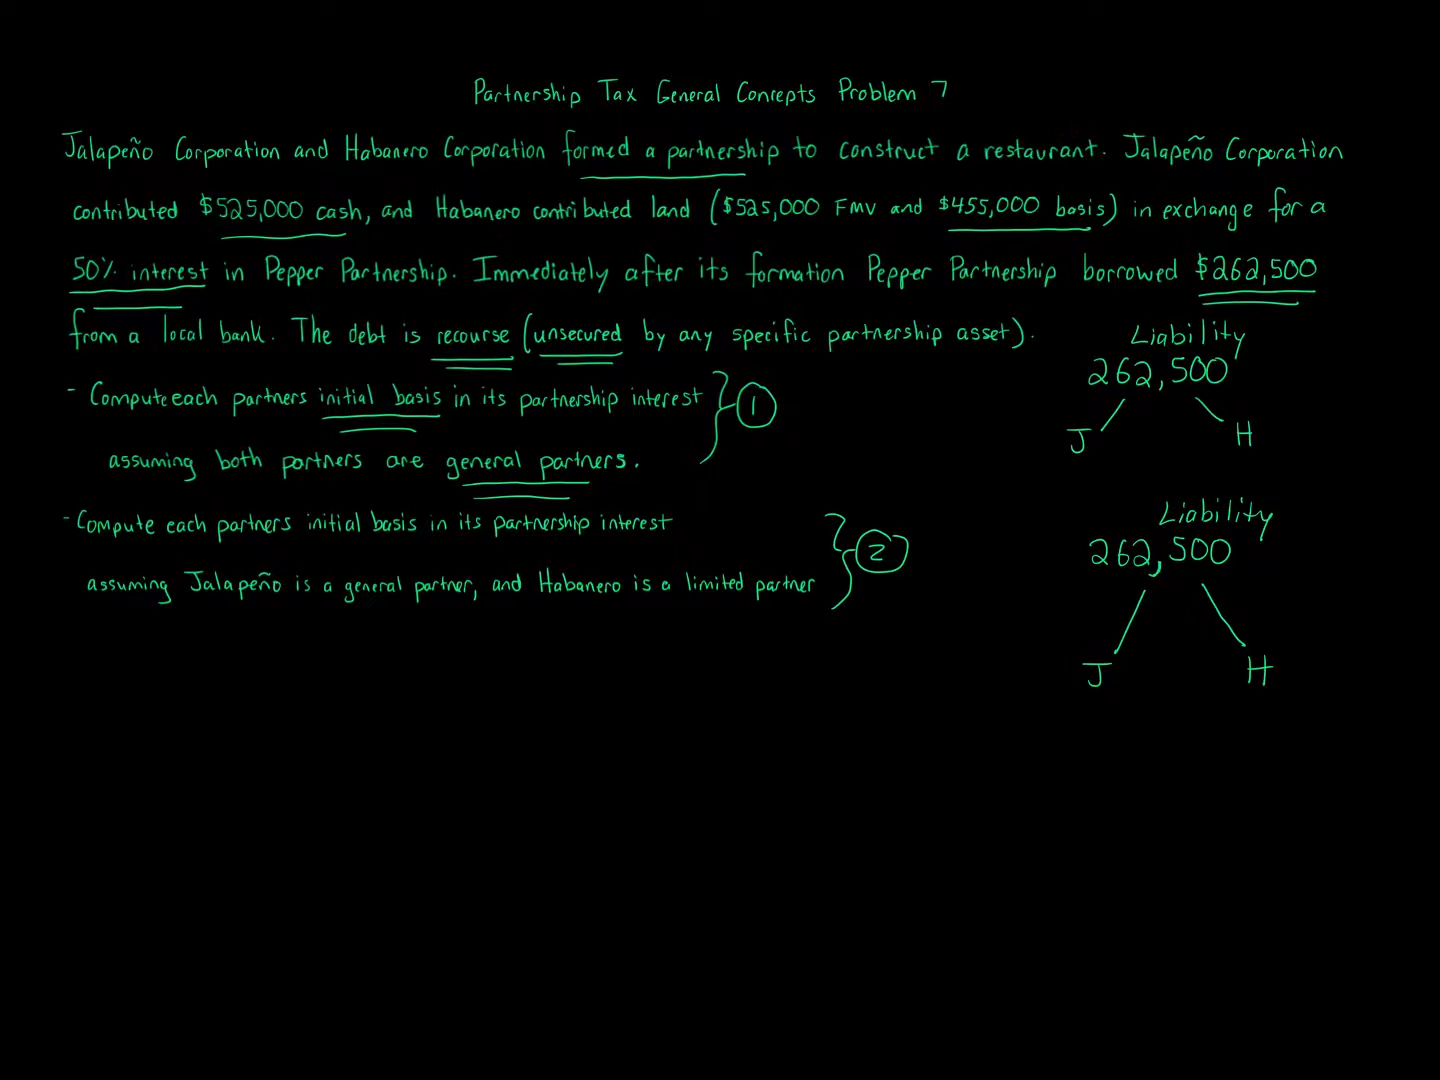 Partnership Tax General Concepts Problem 7
Jalapeño Corporation and Habanero Corporation formed a partnership to construct a restaurant. Jalapeño Corporation
contributed $525,000 cash, and Habanero contributed land ($525,000 FMV and $455,000 basis) in exchange for a
50% interest in Pepper Partnership. Immediately after its formation Pepper Partnership borrowed $262,500
from a local bank. The debt is recourse (unsecured by any specific partnership asset).
Liability
262,500
J H
- Compute each partners initial basis in its partnership interest
assuming both partners are general partners.
1
- Compute each partners initial basis in its partnership interest
assuming Jalapeño is a general partner, and Habanero is a limited partner
2
Liability
262,500
J H